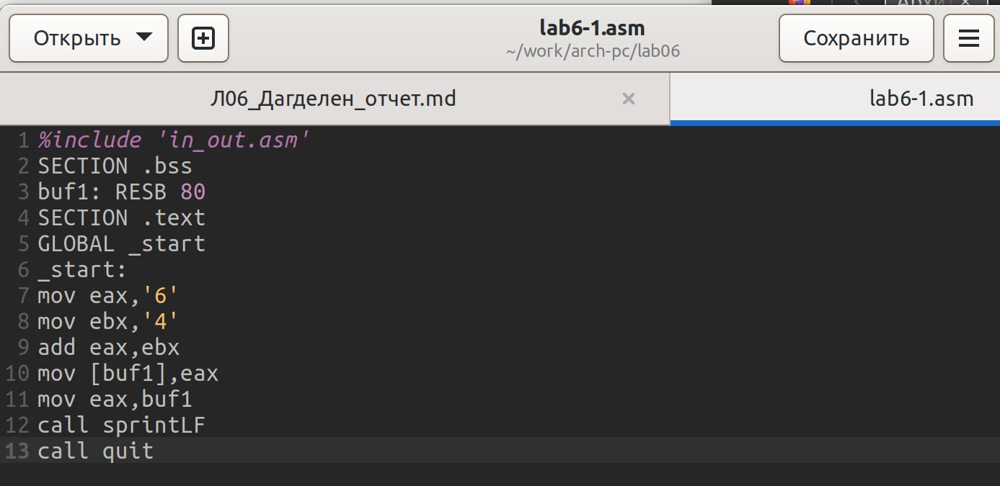 Открыть
lab6-1.asm
~/work/arch-pc/lab06
Сохранить
Л06_Дагделен_отчет.md
lab6-1.asm
1 %include 'in_out.asm'
2 SECTION .bss
3 buf1: RESB 80
4 SECTION .text
5 GLOBAL _start
6 _start:
7 mov eax,'6'
8 mov ebx,'4'
9 add eax,ebx
10 mov [buf1],eax
11 mov eax,buf1
12 call sprintLF
13 call quit